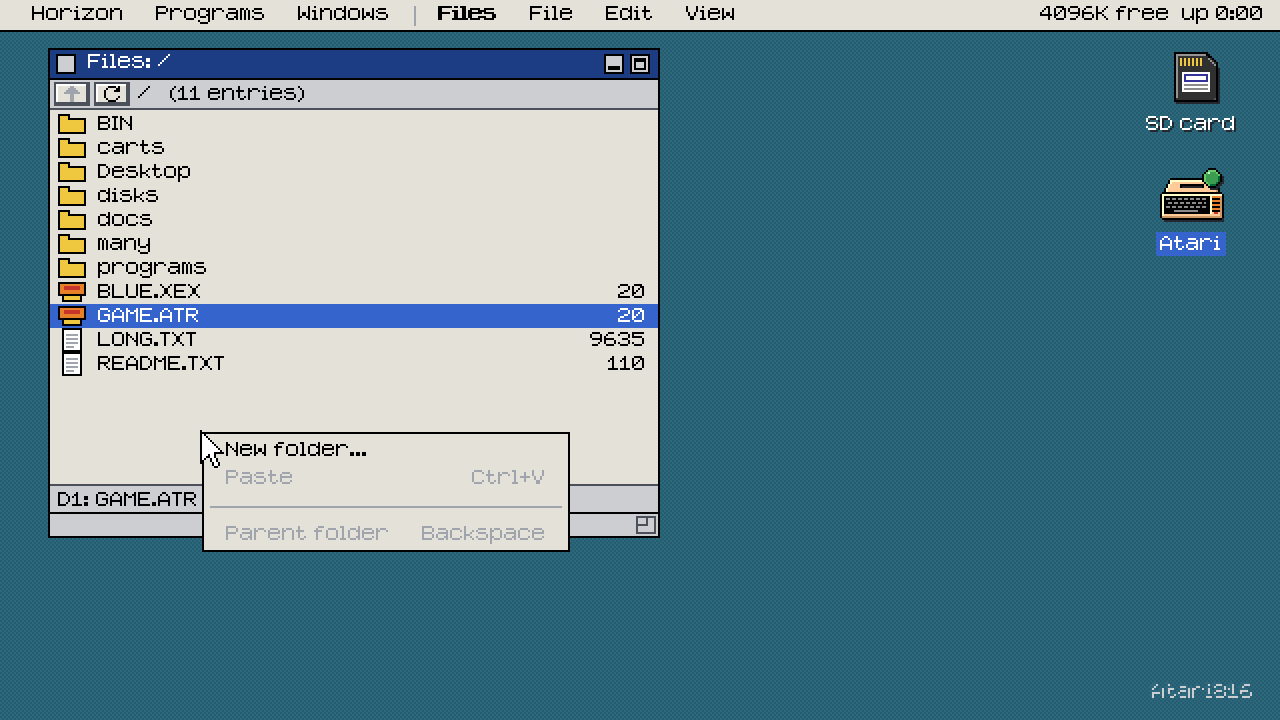 Horizon Programs Windows | Files File Edit View 4096K free up 0:00
Files: /
/ (11 entries)
BIN
carts
Desktop
disks
docs
many
programs
BLUE.XEX 20
GAME.ATR 20
LONG.TXT 9635
README.TXT 110
New folder...
Paste Ctrl+V
D1: GAME.ATR
Parent folder Backspace
SD card
Atari
Atari816